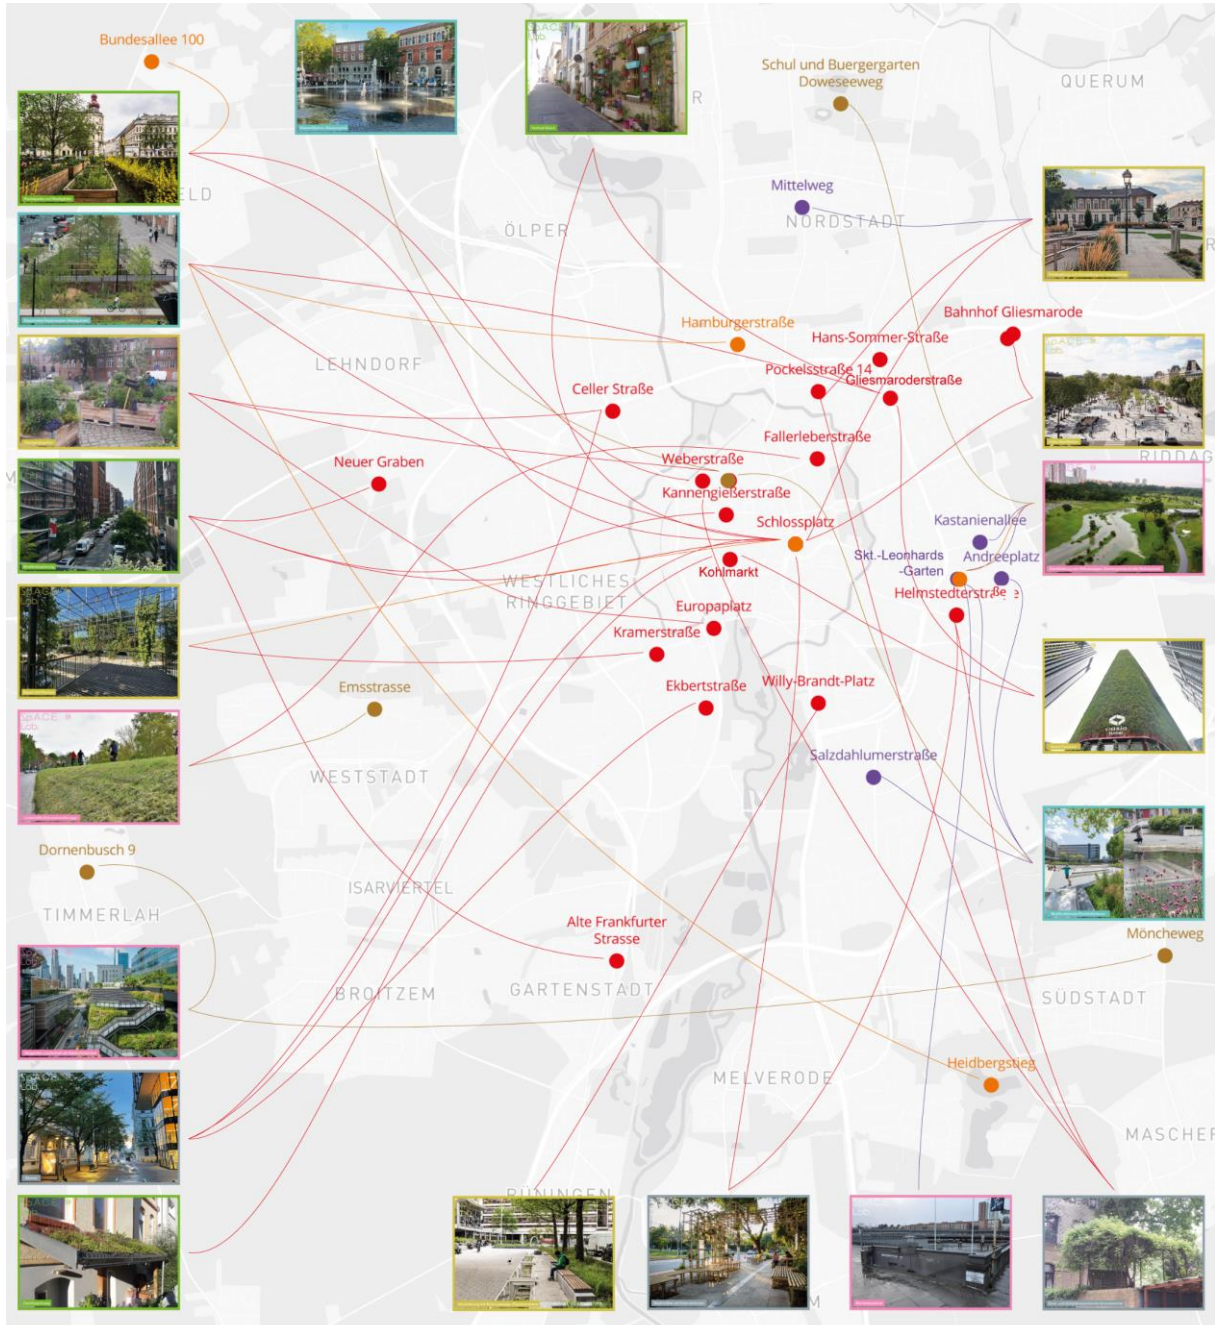 Bundesallee 100
Schul und Buergergarten
Doweseeweg
QUERUM
Mittelweg
NORDSTADT
ÖLPER
Hamburgerstraße
Bahnhof Gliesmarode
Hans-Sommer-Straße
LEHNDORF
Pockelsstraße 14
Gliesmaroderstraße
Celler Straße
Fallerleberstraße
Neuer Graben
Weberstraße
RIDDAG
Kannengießerstraße
Schlossplatz
Kastanienallee
Skt.-Leonhards
-Garten
Andreeplatz
Kohlmarkt
WESTLICHES
RINGGEBIET
Helmstedterstraße
Europaplatz
Kramerstraße
Emsstrasse
Ekbertstraße
Willy-Brandt-Platz
WESTSTADT
Salzdahlumerstraße
Dornenbusch 9
ISARVIERTEL
TIMMERLAH
Alte Frankfurter
Strasse
Möncheweg
BROITZEM
GARTENSTADT
SÜDSTADT
Heidbergstieg
MELVERODE
MASCHER